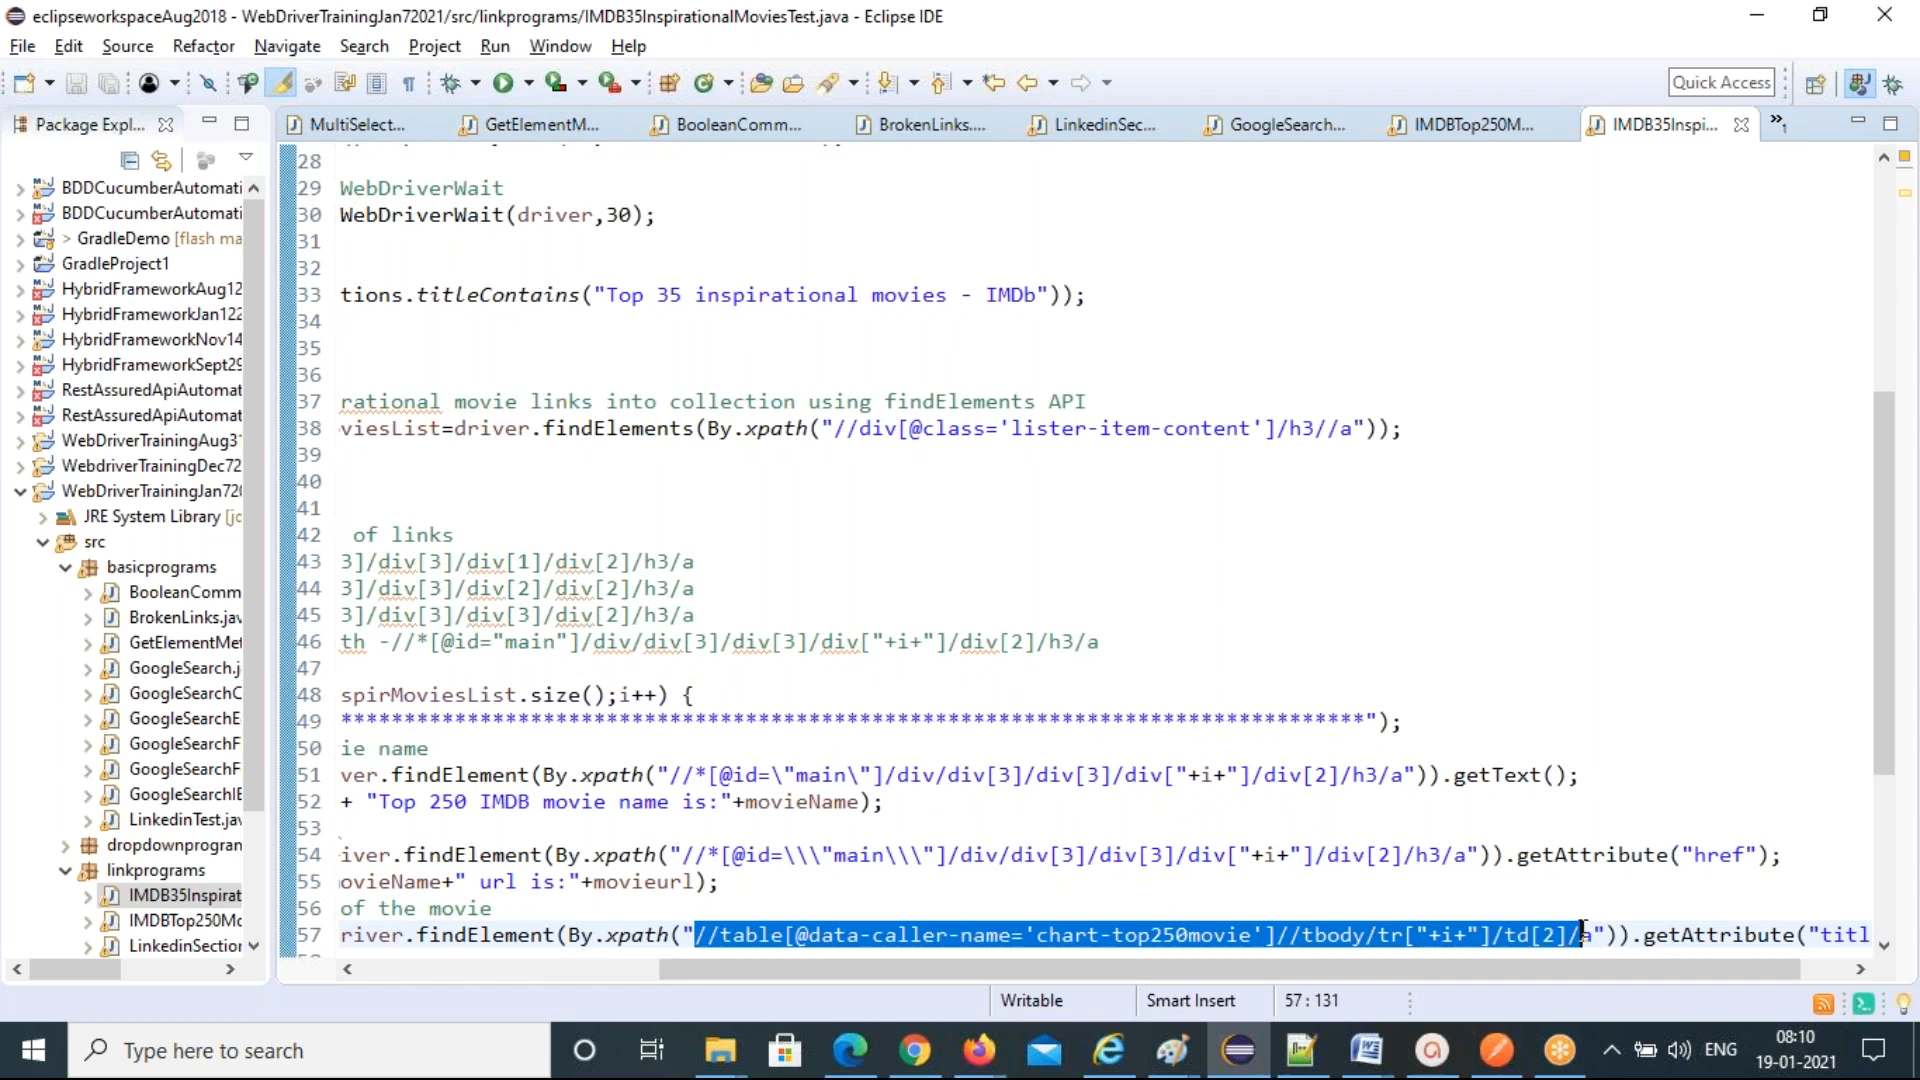 eclipseworkspaceAug2018 - WebDriverTrainingJan72021/src/linkprograms/IMDB35InspirationalMoviesTest.java - Eclipse IDE
File Edit Source Refactor Navigate Search Project Run Window Help
Quick Access
Package Expl...
MultiSelect... GetElementM... BooleanComm... BrokenLinks.... LinkedinSec... GoogleSearch... IMDBTop250M... IMDB35Inspi... »1
BDDCucumberAutomati
BDDCucumberAutomati
> GradleDemo [flash ma
GradleProject1
HybridFrameworkAug12
HybridFrameworkJan122
HybridFrameworkNov14
HybridFrameworkSept29
RestAssuredApiAutomat
RestAssuredApiAutomat
WebDriverTrainingAug3
WebdriverTrainingDec72
WebDriverTrainingJan720
JRE System Library [jc
src
basicprograms
BooleanComm
BrokenLinks.jav
GetElementMet
GoogleSearch.j
GoogleSearchC
GoogleSearchE
GoogleSearchF
GoogleSearchF
GoogleSearchIE
LinkedinTest.jav
dropdownprogran
linkprograms
IMDB35Inspirat
IMDBTop250Mo
LinkedinSection
28
29 WebDriverWait
30 WebDriverWait(driver,30);
31
32
33 tions.titleContains("Top 35 inspirational movies - IMDb"));
34
35
36
37 rational movie links into collection using findElements API
38 viesList=driver.findElements(By.xpath("//div[@class='lister-item-content']/h3//a"));
39
40
41
42 of links
43 3]/div[3]/div[1]/div[2]/h3/a
44 3]/div[3]/div[2]/div[2]/h3/a
45 3]/div[3]/div[3]/div[2]/h3/a
46 th -//*[@id="main"]/div/div[3]/div[3]/div["+i+"]/div[2]/h3/a
47
48 spirMoviesList.size();i++) {
49 *********************************************************************************");
50 ie name
51 ver.findElement(By.xpath("//*[@id=\"main\"]/div/div[3]/div[3]/div["+i+"]/div[2]/h3/a")).getText();
52 + "Top 250 IMDB movie name is:"+movieName);
53
54 iver.findElement(By.xpath("//*[@id=\\\"main\\\"]/div/div[3]/div[3]/div["+i+"]/div[2]/h3/a")).getAttribute("href");
55 ovieName+" url is:"+movieurl);
56 of the movie
57 river.findElement(By.xpath("//table[@data-caller-name='chart-top250movie']//tbody/tr["+i+"]/td[2]/a")).getAttribute("titl
Writable Smart Insert 57 : 131
Type here to search
ENG
08:10
19-01-2021